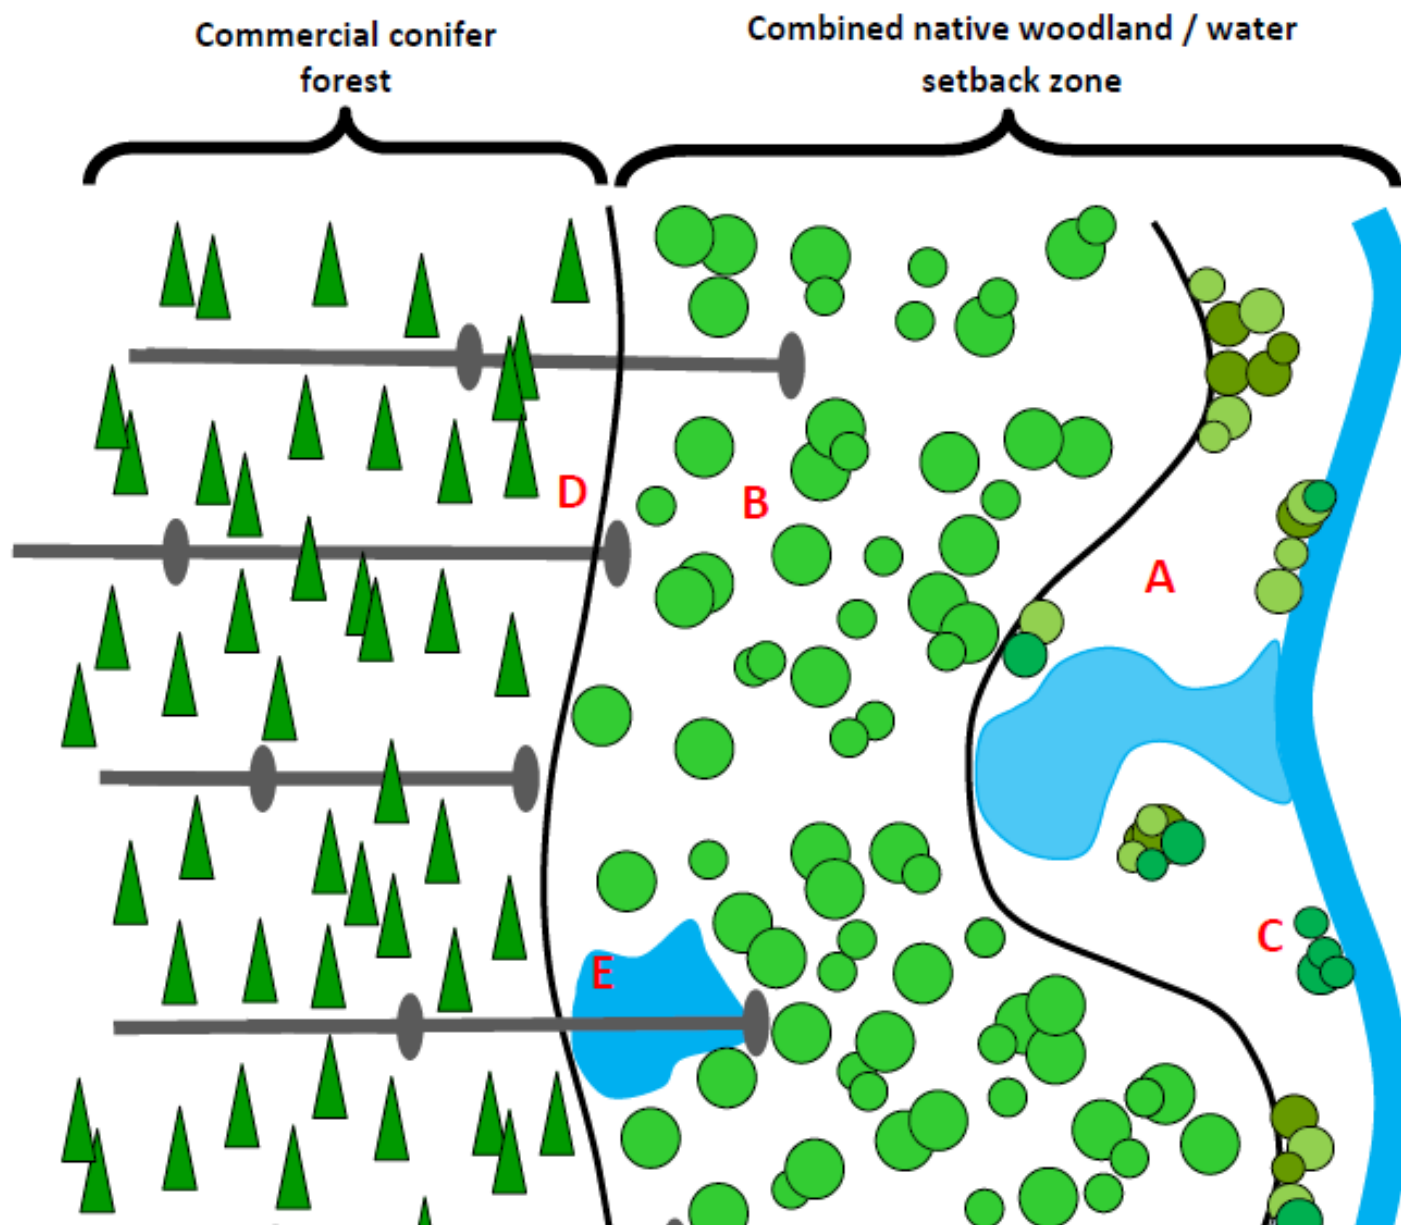 Commercial conifer
forest
Combined native woodland / water
setback zone
D
B
A
C
E